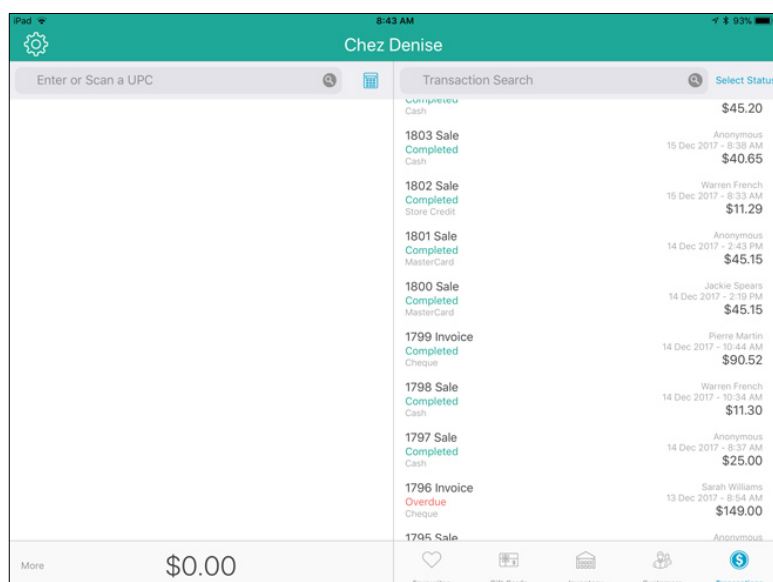 iPad 8:43 AM 93%
Chez Denise
Enter or Scan a UPC
Transaction Search Select Status
Completed
Cash $45.20
1803 Sale Anonymous
Completed 15 Dec 2017 - 8:38 AM
Cash $40.65
1802 Sale Warren French
Completed 15 Dec 2017 - 8:33 AM
Store Credit $11.29
1801 Sale Anonymous
Completed 14 Dec 2017 - 2:43 PM
MasterCard $45.15
1800 Sale Jackie Spears
Completed 14 Dec 2017 - 2:19 PM
MasterCard $45.15
1799 Invoice Pierre Martin
Completed 14 Dec 2017 - 10:44 AM
Cheque $90.52
1798 Sale Warren French
Completed 14 Dec 2017 - 10:34 AM
Cash $11.30
1797 Sale Anonymous
Completed 14 Dec 2017 - 8:37 AM
Cash $25.00
1796 Invoice Sarah Williams
Overdue 13 Dec 2017 - 8:54 AM
Cheque $149.00
1795 Sale Anonymous
More $0.00